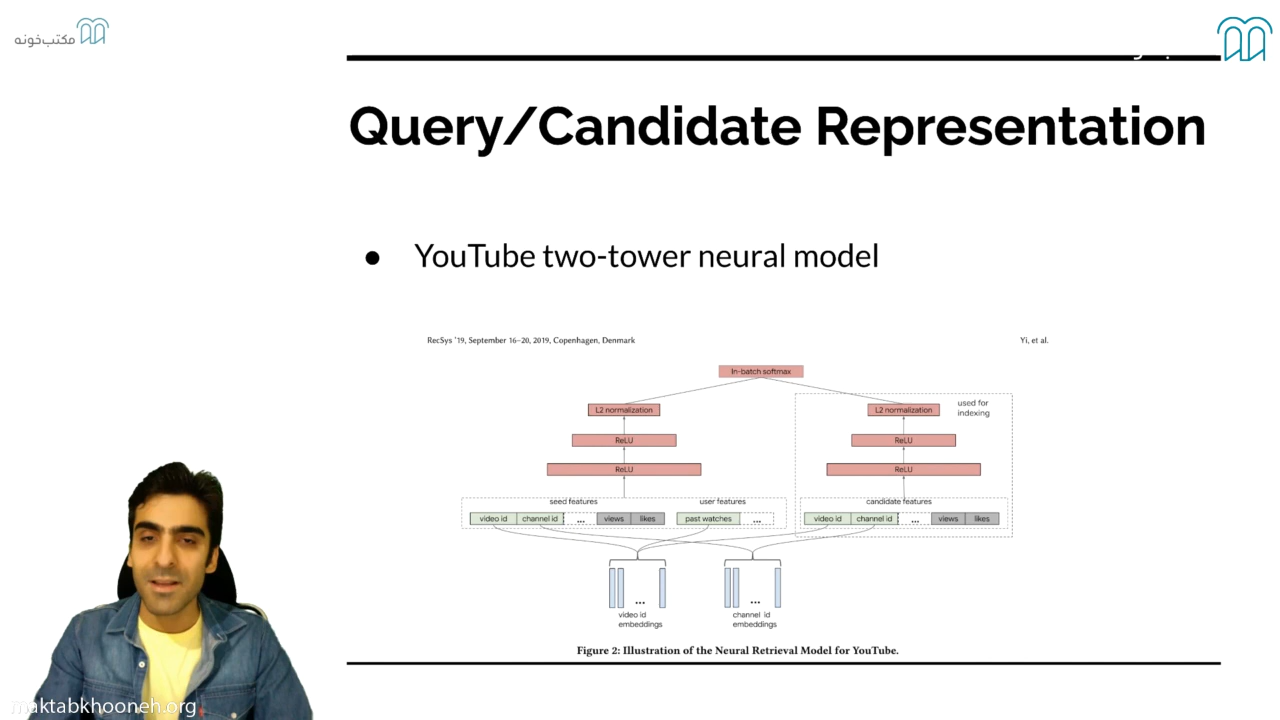 مکتب‌خونه
Query/Candidate Representation
● YouTube two-tower neural model
RecSys '19, September 16–20, 2019, Copenhagen, Denmark
Yi, et al.
In-batch softmax
L2 normalization
L2 normalization
used for
indexing
ReLU
ReLU
ReLU
ReLU
seed features
user features
candidate features
video id channel id ... views likes
past watches ...
video id channel id ... views likes
...
...
video id
embeddings
channel id
embeddings
Figure 2: Illustration of the Neural Retrieval Model for YouTube.
maktabkhooneh.org